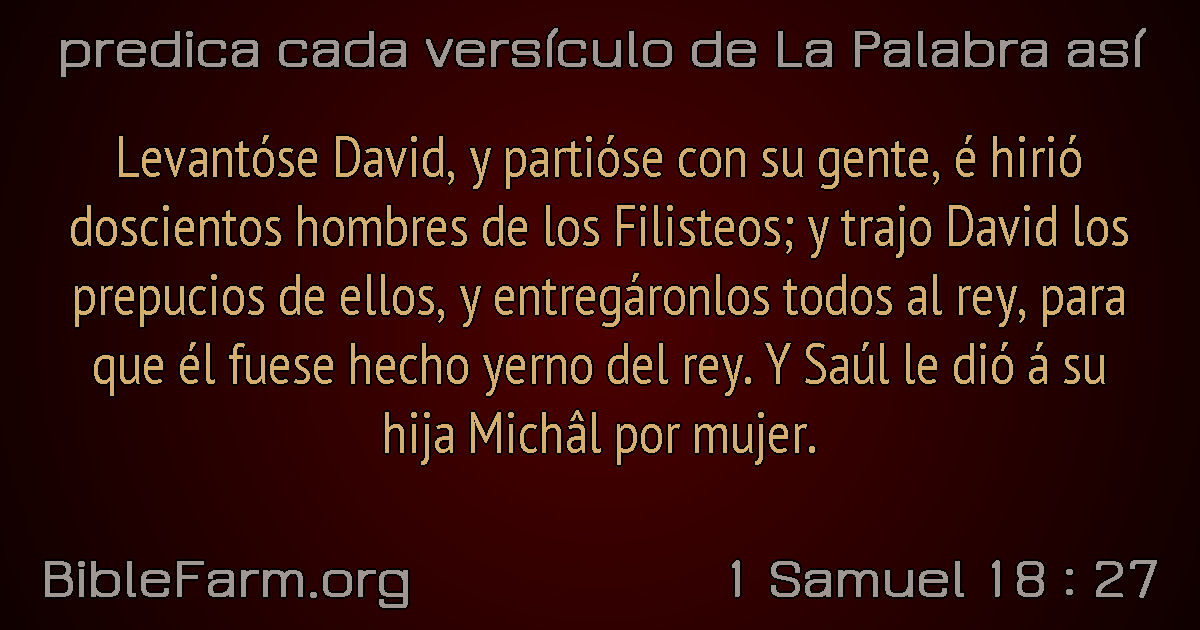 predica cada versículo de La Palabra así
Levantóse David, y partióse con su gente, é hirió
doscientos hombres de los Filisteos; y trajo David los
prepucios de ellos, y entregáronlos todos al rey, para
que él fuese hecho yerno del rey. Y Saúl le dió á su
hija Michâl por mujer.
BibleFarm.org
1 Samuel 18 : 27